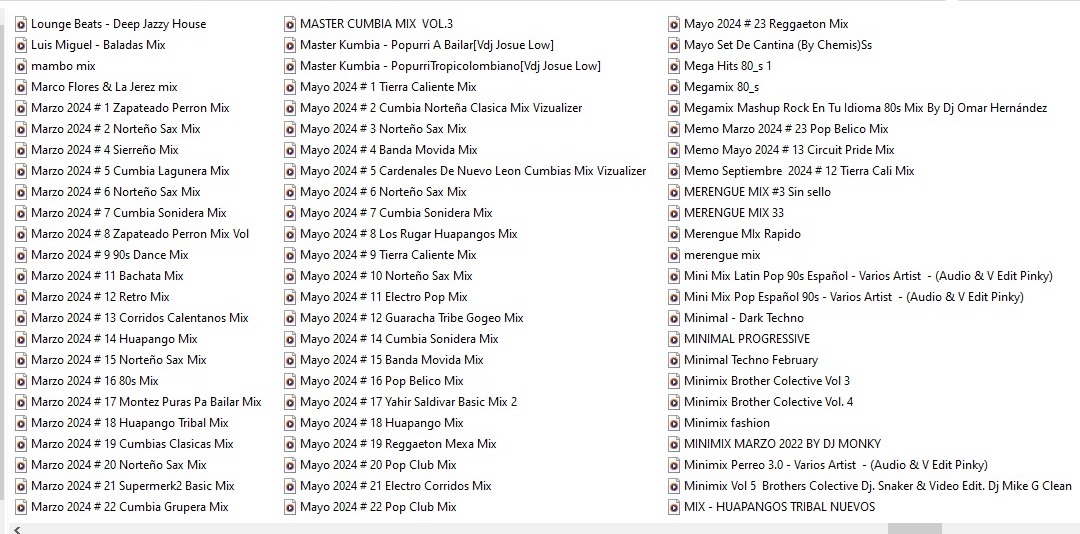 Lounge Beats - Deep Jazzy House
Luis Miguel - Baladas Mix
mambo mix
Marco Flores & La Jerez mix
Marzo 2024 # 1 Zapateado Perron Mix
Marzo 2024 # 2 Norteño Sax Mix
Marzo 2024 # 4 Sierreño Mix
Marzo 2024 # 5 Cumbia Lagunera Mix
Marzo 2024 # 6 Norteño Sax Mix
Marzo 2024 # 7 Cumbia Sonidera Mix
Marzo 2024 # 8 Zapateado Perron Mix Vol
Marzo 2024 # 9 90s Dance Mix
Marzo 2024 # 11 Bachata Mix
Marzo 2024 # 12 Retro Mix
Marzo 2024 # 13 Corridos Calentanos Mix
Marzo 2024 # 14 Huapango Mix
Marzo 2024 # 15 Norteño Sax Mix
Marzo 2024 # 16 80s Mix
Marzo 2024 # 17 Montez Puras Pa Bailar Mix
Marzo 2024 # 18 Huapango Tribal Mix
Marzo 2024 # 19 Cumbias Clasicas Mix
Marzo 2024 # 20 Norteño Sax Mix
Marzo 2024 # 21 Supermerk2 Basic Mix
Marzo 2024 # 22 Cumbia Grupera Mix
MASTER CUMBIA MIX  VOL.3
Master Kumbia - Popurri A Bailar[Vdj Josue Low]
Master Kumbia - PopurriTropicolombiano[Vdj Josue Low]
Mayo 2024 # 1 Tierra Caliente Mix
Mayo 2024 # 2 Cumbia Norteña Clasica Mix Vizualizer
Mayo 2024 # 3 Norteño Sax Mix
Mayo 2024 # 4 Banda Movida Mix
Mayo 2024 # 5 Cardenales De Nuevo Leon Cumbias Mix Vizualizer
Mayo 2024 # 6 Norteño Sax Mix
Mayo 2024 # 7 Cumbia Sonidera Mix
Mayo 2024 # 8 Los Rugar Huapangos Mix
Mayo 2024 # 9 Tierra Caliente Mix
Mayo 2024 # 10 Norteño Sax Mix
Mayo 2024 # 11 Electro Pop Mix
Mayo 2024 # 12 Guaracha Tribe Gogeo Mix
Mayo 2024 # 14 Cumbia Sonidera Mix
Mayo 2024 # 15 Banda Movida Mix
Mayo 2024 # 16 Pop Belico Mix
Mayo 2024 # 17 Yahir Saldivar Basic Mix 2
Mayo 2024 # 18 Huapango Mix
Mayo 2024 # 19 Reggaeton Mexa Mix
Mayo 2024 # 20 Pop Club Mix
Mayo 2024 # 21 Electro Corridos Mix
Mayo 2024 # 22 Pop Club Mix
Mayo 2024 # 23 Reggaeton Mix
Mayo Set De Cantina (By Chemis)Ss
Mega Hits 80_s 1
Megamix 80_s
Megamix Mashup Rock En Tu Idioma 80s Mix By Dj Omar Hernández
Memo Marzo 2024 # 23 Pop Belico Mix
Memo Mayo 2024 # 13 Circuit Pride Mix
Memo Septiembre  2024 # 12 Tierra Cali Mix
MERENGUE MIX #3 Sin sello
MERENGUE MIX 33
Merengue MIx Rapido
merengue mix
Mini Mix Latin Pop 90s Español - Varios Artist  - (Audio & V Edit Pinky)
Mini Mix Pop Español 90s - Varios Artist  - (Audio & V Edit Pinky)
Minimal - Dark Techno
MINIMAL PROGRESSIVE
Minimal Techno February
Minimix Brother Colective Vol 3
Minimix Brother Colective Vol. 4
Minimix fashion
MINIMIX MARZO 2022 BY DJ MONKY
Minimix Perreo 3.0 - Varios Artist  - (Audio & V Edit Pinky)
Minimix Vol 5  Brothers Colective Dj. Snaker & Video Edit. Dj Mike G Clean
MIX - HUAPANGOS TRIBAL NUEVOS